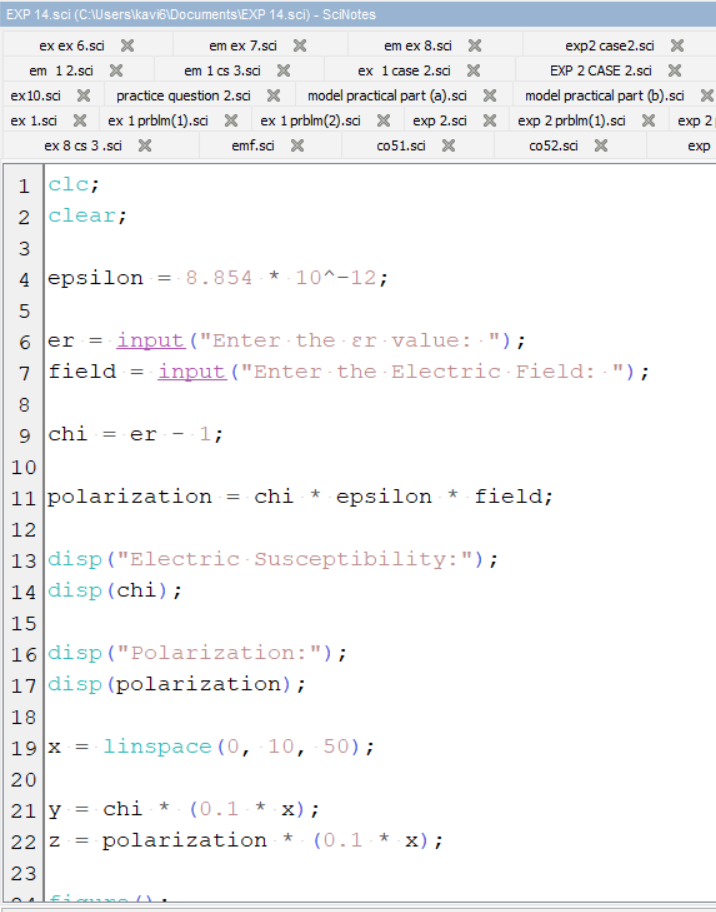 EXP 14.sci (C:\Users\kavi6\Documents\EXP 14.sci) - SciNotes
ex ex 6.sci em ex 7.sci em ex 8.sci exp2 case2.sci
em 1 2.sci em 1 cs 3.sci ex 1 case 2.sci EXP 2 CASE 2.sci
ex10.sci practice question 2.sci model practical part (a).sci model practical part (b).sci
ex 1.sci ex 1 prblm(1).sci ex 1 prblm(2).sci exp 2.sci exp 2 prblm(1).sci exp 2
ex 8 cs 3 .sci emf.sci co51.sci co52.sci exp
1 clc;
2 clear;
3
4 epsilon = 8.854 * 10^-12;
5
6 er = input("Enter the εr value: ");
7 field = input("Enter the Electric Field: ");
8
9 chi = er - 1;
10
11 polarization = chi * epsilon * field;
12
13 disp("Electric Susceptibility:");
14 disp(chi);
15
16 disp("Polarization:");
17 disp(polarization);
18
19 x = linspace(0, 10, 50);
20
21 y = chi * (0.1 * x);
22 z = polarization * (0.1 * x);
23
24 figure();